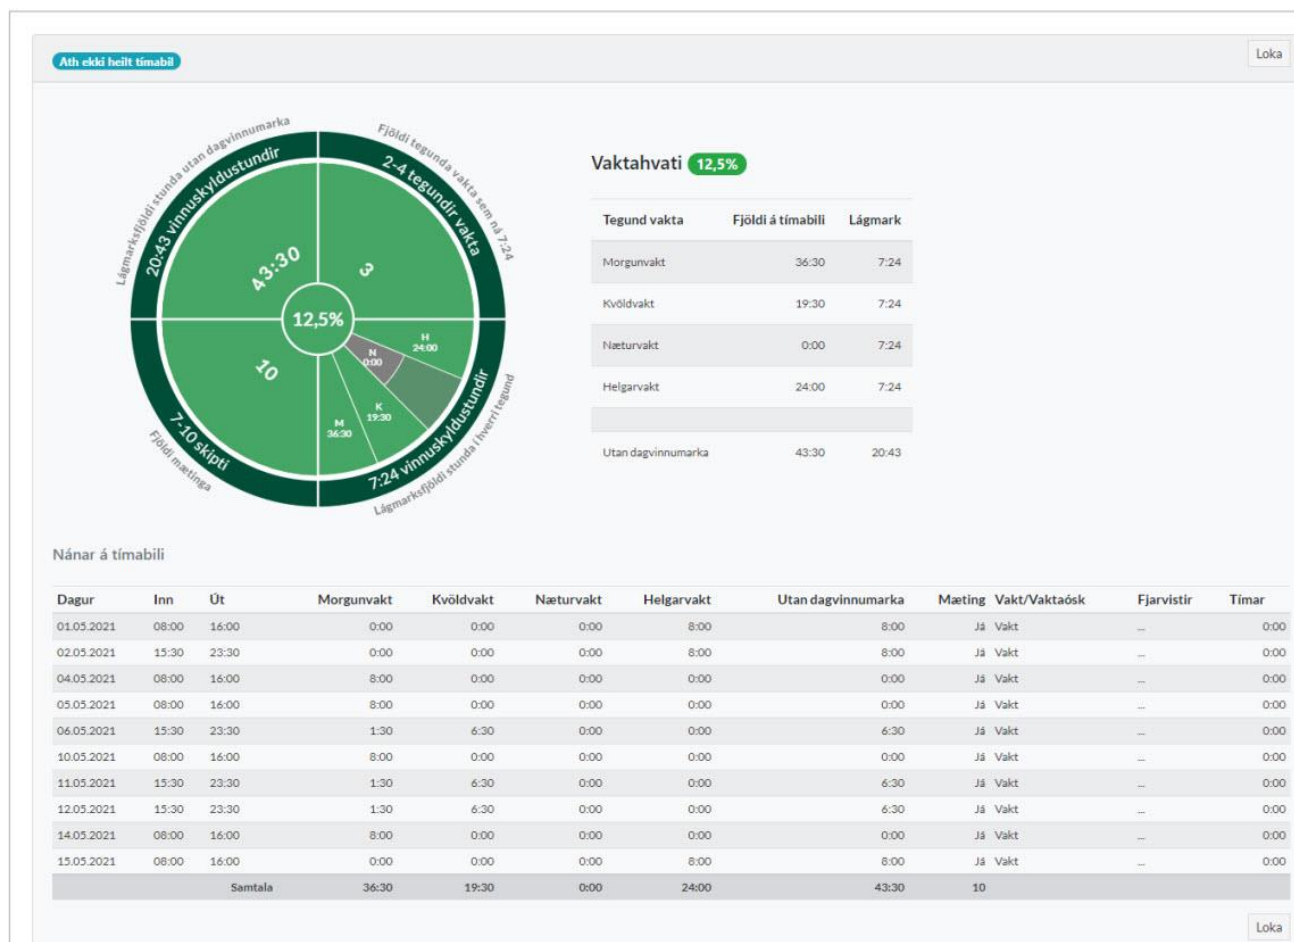 Ath ekki heilt tímabil
Loka
Lágmarksfjöldi stunda utan dagvinnumarka
Fjöldi tegunda vakta sem ná 7:24
20:43 vinnuskyldustundir
2-4 tegundir vakta
43:30
3
12,5%
10
H
24:00
N
0:00
K
19:30
M
36:30
7-10 skipti
7:24 vinnuskyldustundir
Fjöldi mætinga
Lágmarksfjöldi stunda í hverri tegund
Vaktahvati 12,5%
Tegund vakta Fjöldi á tímabili Lágmark
Morgunvakt 36:30 7:24
Kvöldvakt 19:30 7:24
Næturvakt 0:00 7:24
Helgarvakt 24:00 7:24
Utan dagvinnumarka 43:30 20:43
Nánar á tímabili
Dagur Inn Út Morgunvakt Kvöldvakt Næturvakt Helgarvakt Utan dagvinnumarka Mæting Vakt/Vaktaósk Fjarvistir Tímar
01.05.2021 08:00 16:00 0:00 0:00 0:00 8:00 8:00 Já Vakt ... 0:00
02.05.2021 15:30 23:30 0:00 0:00 0:00 8:00 8:00 Já Vakt ... 0:00
04.05.2021 08:00 16:00 8:00 0:00 0:00 0:00 0:00 Já Vakt ... 0:00
05.05.2021 08:00 16:00 8:00 0:00 0:00 0:00 0:00 Já Vakt ... 0:00
06.05.2021 15:30 23:30 1:30 6:30 0:00 0:00 6:30 Já Vakt ... 0:00
10.05.2021 08:00 16:00 8:00 0:00 0:00 0:00 0:00 Já Vakt ... 0:00
11.05.2021 15:30 23:30 1:30 6:30 0:00 0:00 6:30 Já Vakt ... 0:00
12.05.2021 15:30 23:30 1:30 6:30 0:00 0:00 6:30 Já Vakt ... 0:00
14.05.2021 08:00 16:00 8:00 0:00 0:00 0:00 0:00 Já Vakt ... 0:00
15.05.2021 08:00 16:00 0:00 0:00 0:00 8:00 8:00 Já Vakt ... 0:00
Samtala 36:30 19:30 0:00 24:00 43:30 10
Loka